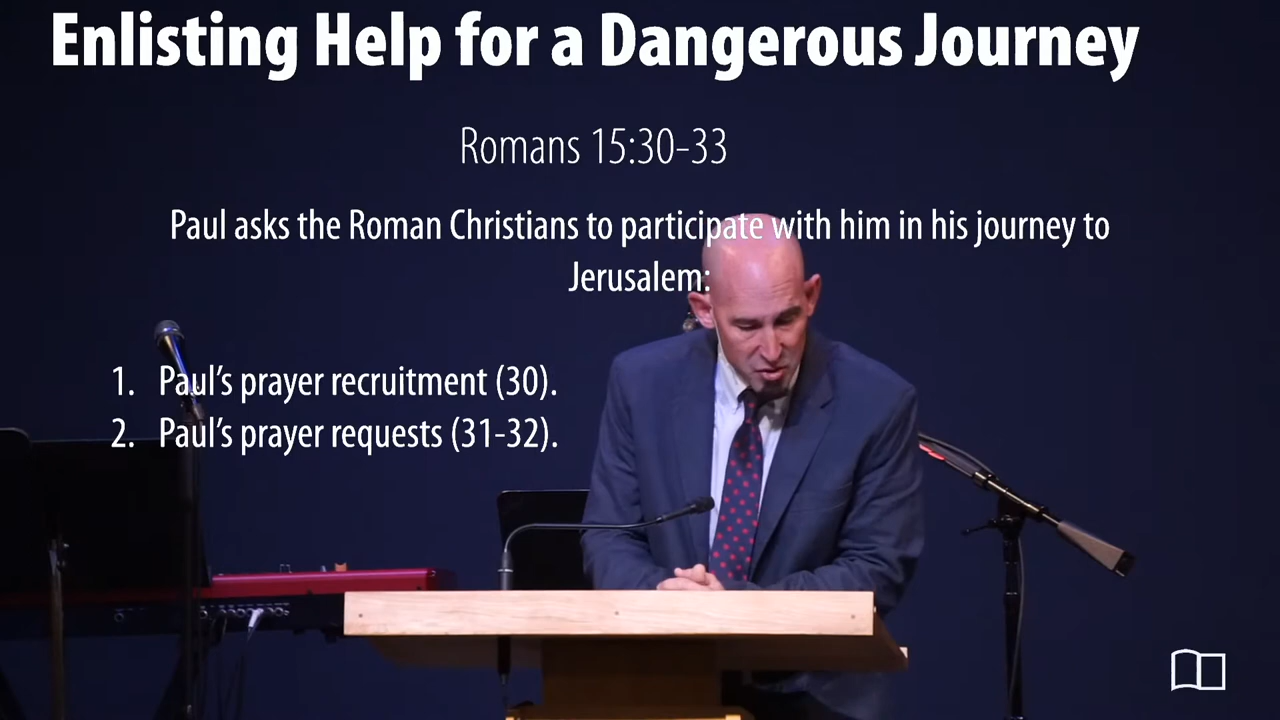 Enlisting Help for a Dangerous Journey
Romans 15:30-33
Paul asks the Roman Christians to participate with him in his journey to
Jerusalem:
1. Paul's prayer recruitment (30).
2. Paul's prayer requests (31-32).